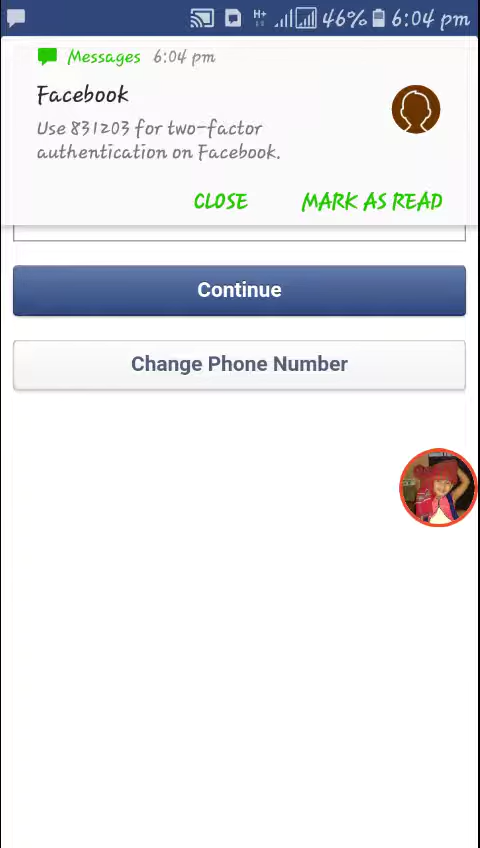 H+ 46% 6:04 pm
Messages 6:04 pm
Facebook
Use 831203 for two-factor
authentication on Facebook.
CLOSE MARK AS READ
Continue
Change Phone Number